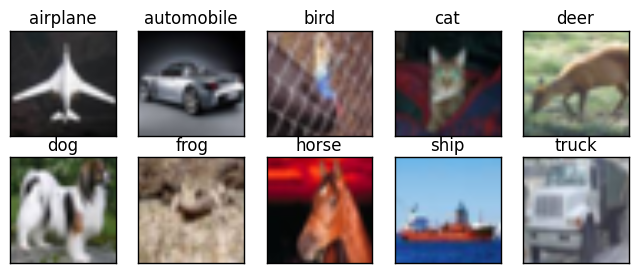 airplane automobile bird cat deer
dog frog horse ship truck